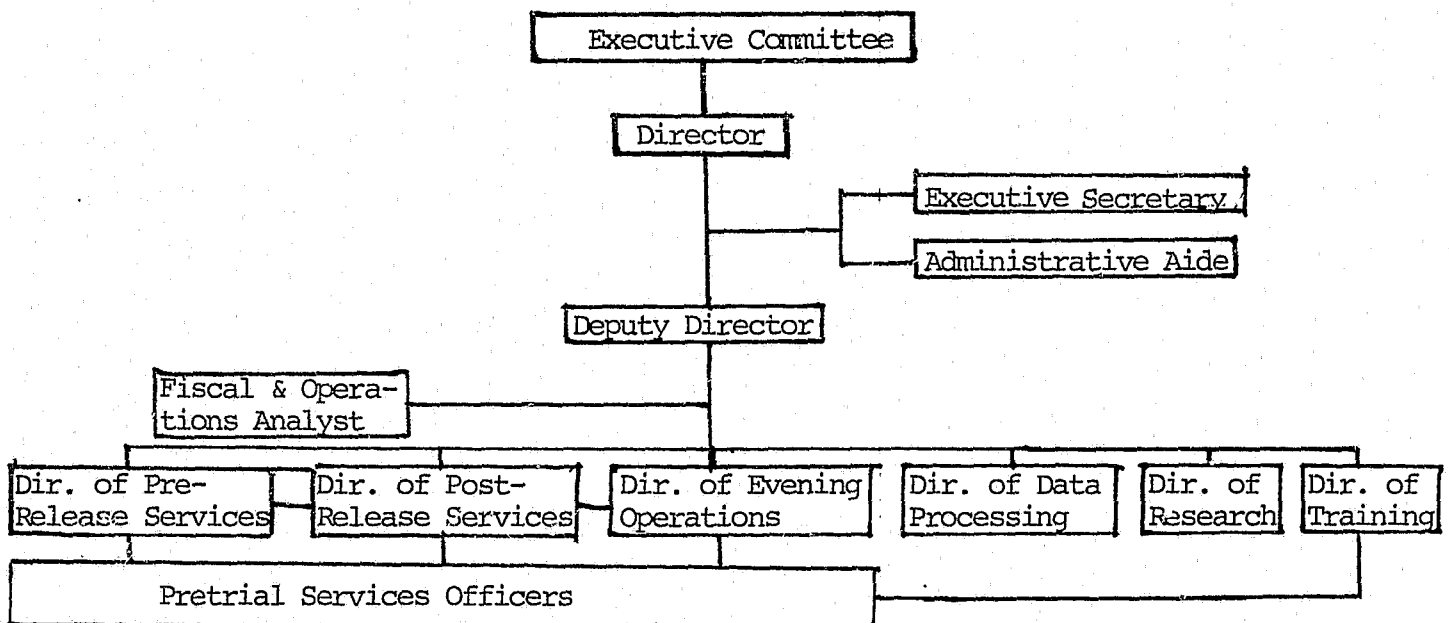 Executive Committee
Director
Executive Secretary
Administrative Aide
Deputy Director
Fiscal & Opera-
tions Analyst
Dir. of Pre-
Release Services
Dir. of Post-
Release Services
Dir. of Evening
Operations
Dir. of Data
Processing
Dir. of
Research
Dir. of
Training
Pretrial Services Officers